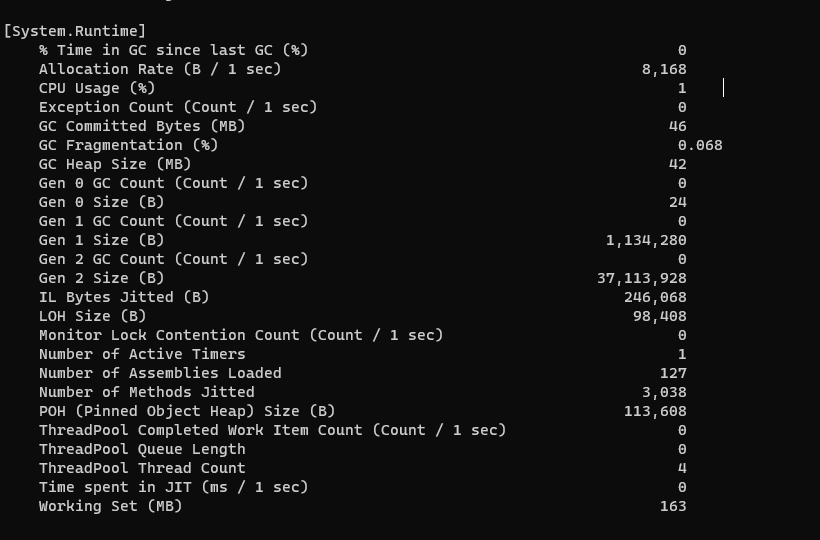 [System.Runtime]
% Time in GC since last GC (%) 0
Allocation Rate (B / 1 sec) 8,168
CPU Usage (%) 1
Exception Count (Count / 1 sec) 0
GC Committed Bytes (MB) 46
GC Fragmentation (%) 0.068
GC Heap Size (MB) 42
Gen 0 GC Count (Count / 1 sec) 0
Gen 0 Size (B) 24
Gen 1 GC Count (Count / 1 sec) 0
Gen 1 Size (B) 1,134,280
Gen 2 GC Count (Count / 1 sec) 0
Gen 2 Size (B) 37,113,928
IL Bytes Jitted (B) 246,068
LOH Size (B) 98,408
Monitor Lock Contention Count (Count / 1 sec) 0
Number of Active Timers 1
Number of Assemblies Loaded 127
Number of Methods Jitted 3,038
POH (Pinned Object Heap) Size (B) 113,608
ThreadPool Completed Work Item Count (Count / 1 sec) 0
ThreadPool Queue Length 0
ThreadPool Thread Count 4
Time spent in JIT (ms / 1 sec) 0
Working Set (MB) 163